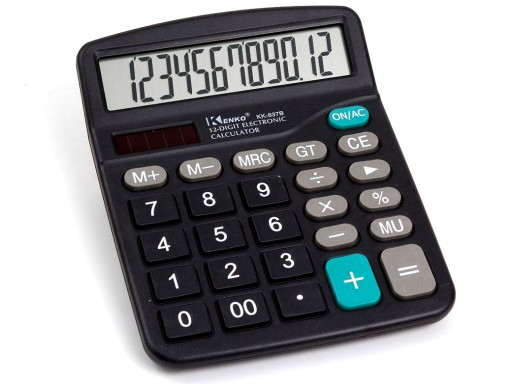 1234567890.12
KENKO® KK-837B
12-DIGIT ELECTRONIC
CALCULATOR
ON/AC
M+ M− MRC GT CE
÷ ▶
7 8 9 × %
4 5 6 − MU
1 2 3 + =
0 00 •